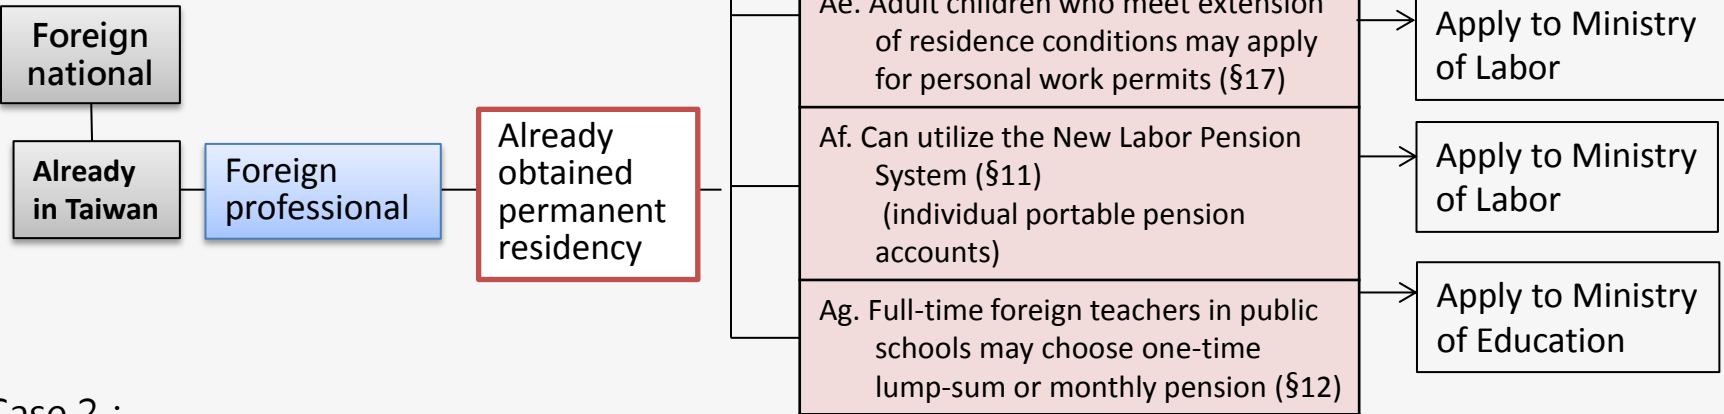 Foreign
national
Already
in Taiwan
Foreign
professional
Already
obtained
permanent
residency
Ae. Adult children who meet extension
of residence conditions may apply
for personal work permits (§17)
Apply to Ministry
of Labor
Af. Can utilize the New Labor Pension
System (§11)
(individual portable pension
accounts)
Apply to Ministry
of Labor
Ag. Full-time foreign teachers in public
schools may choose one-time
lump-sum or monthly pension (§12)
Apply to Ministry
of Education
Case 2 :